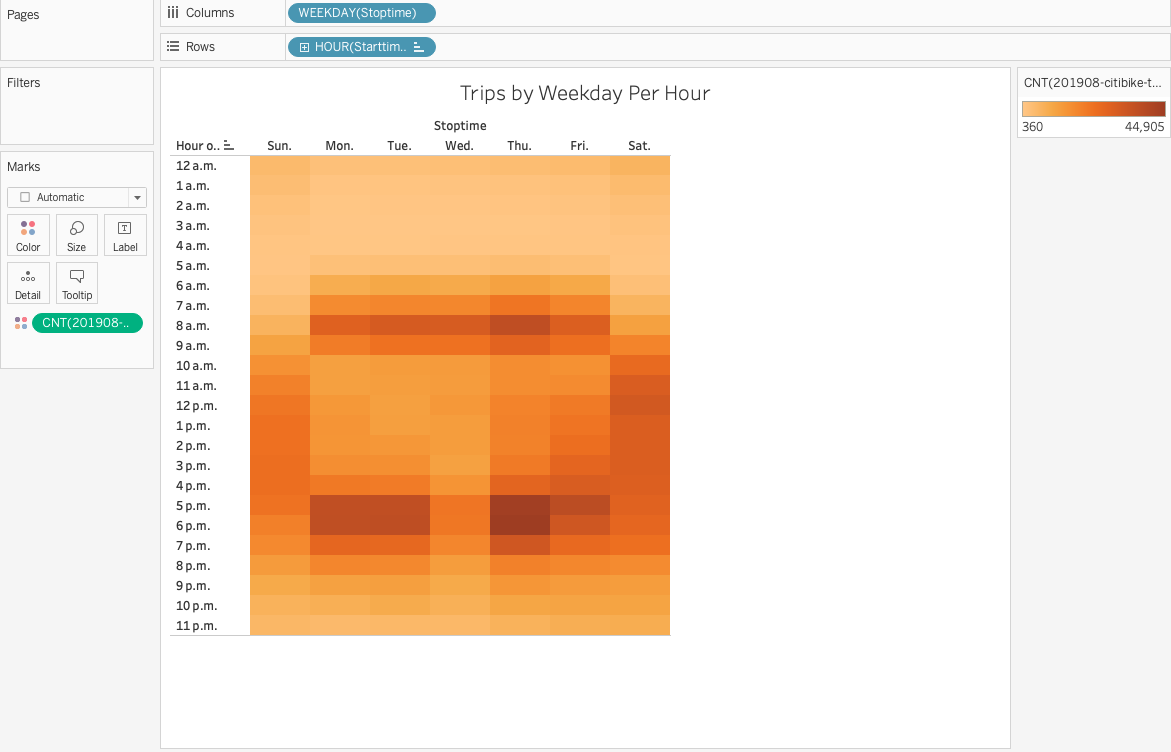 Pages
Columns
WEEKDAY(Stoptime)
Rows
HOUR(Starttim..
Filters
Marks
Automatic
Color
Size
Label
Detail
Tooltip
CNT(201908-..
Trips by Weekday Per Hour
Stoptime
Hour o.. Sun. Mon. Tue. Wed. Thu. Fri. Sat.
12 a.m.
1 a.m.
2 a.m.
3 a.m.
4 a.m.
5 a.m.
6 a.m.
7 a.m.
8 a.m.
9 a.m.
10 a.m.
11 a.m.
12 p.m.
1 p.m.
2 p.m.
3 p.m.
4 p.m.
5 p.m.
6 p.m.
7 p.m.
8 p.m.
9 p.m.
10 p.m.
11 p.m.
CNT(201908-citibike-t...
360 44,905